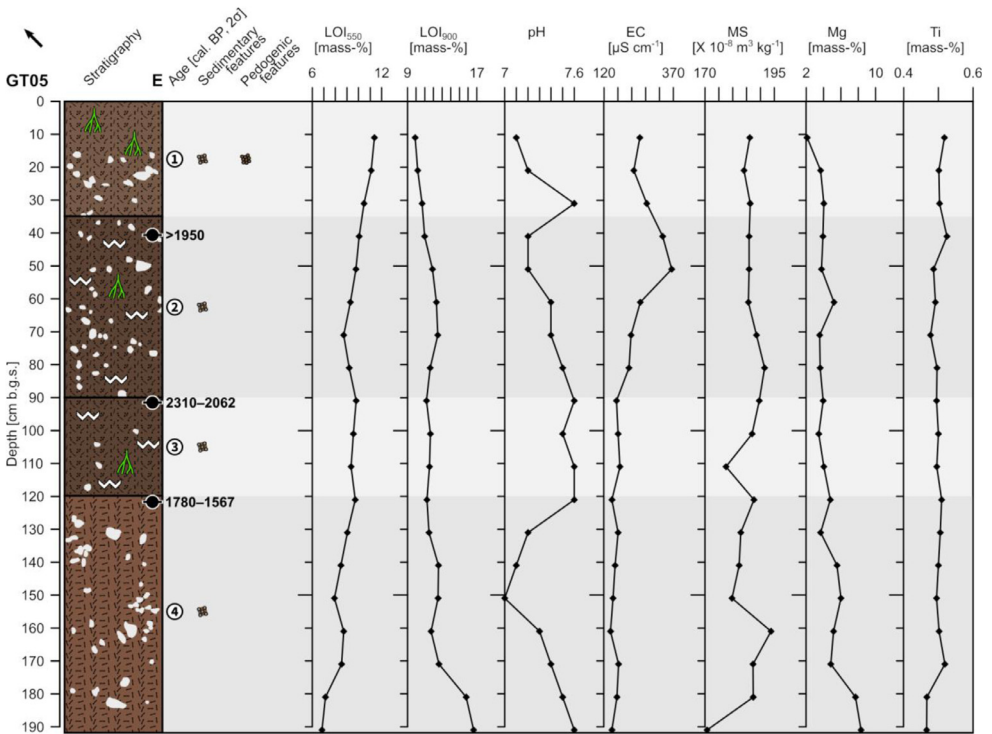 GT05
Stratigraphy
E
Age [cal. BP, 2σ]
Sedimentary features
Pedogenic features
LOI550
[mass-%]
6 12
LOI900
[mass-%]
9 17
pH
7 7.6
EC
[µS cm⁻¹]
120 370
MS
[X 10⁻⁸ m³ kg⁻¹]
170 195
Mg
[mass-%]
2 10
Ti
[mass-%]
0.4 0.6
Depth [cm b.g.s.]
0
10
20
30
40
50
60
70
80
90
100
110
120
130
140
150
160
170
180
190
①
>1950
②
2310–2062
③
1780–1567
④